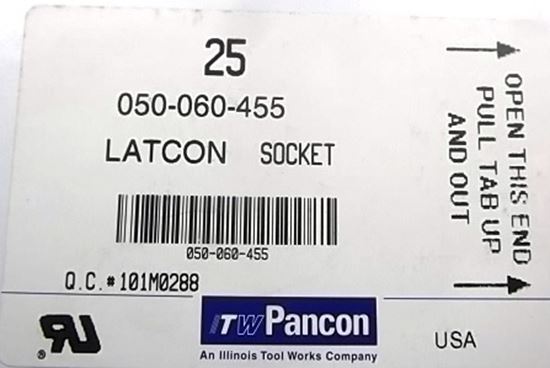 25
050-060-455
LATCON SOCKET
050-060-455
Q.C.#101M0288
ITW Pancon
An Illinois Tool Works Company
USA
OPEN THIS END
PULL TAB UP
AND OUT